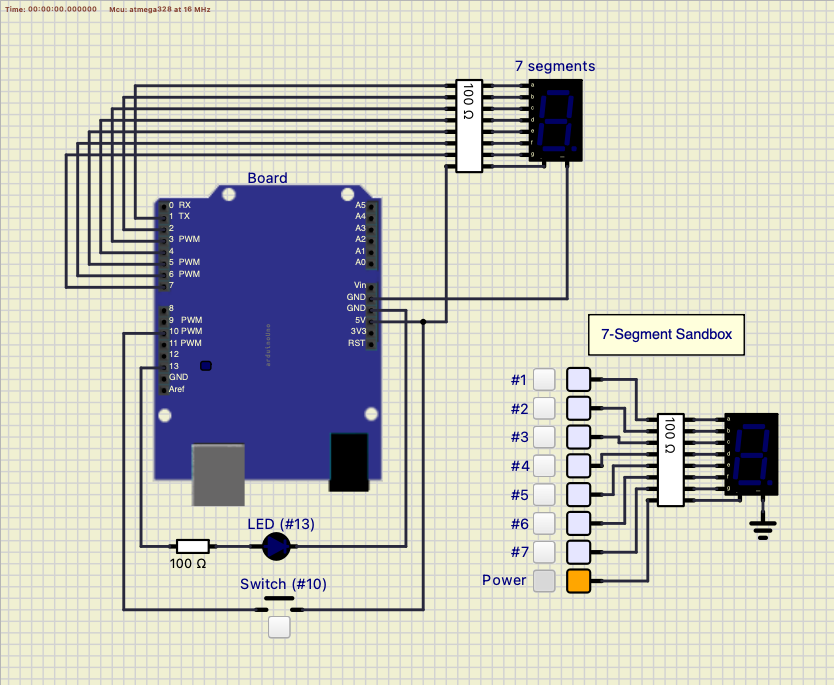 Time: 00:00:00.000000 Mcu: atmega328 at 16 MHz
7 segments
100 Ω
a
b
c
d
e
f
g
Board
0 RX
1 TX
2
3 PWM
4
5 PWM
6 PWM
7
8
9 PWM
10 PWM
11 PWM
12
13
GND
Aref
A5
A4
A3
A2
A1
A0
Vin
GND
GND
5V
3V3
RST
arduinoUno
7-Segment Sandbox
#1
#2
#3
#4
#5
#6
#7
Power
100 Ω
a
b
c
d
e
f
g
LED (#13)
100 Ω
Switch (#10)